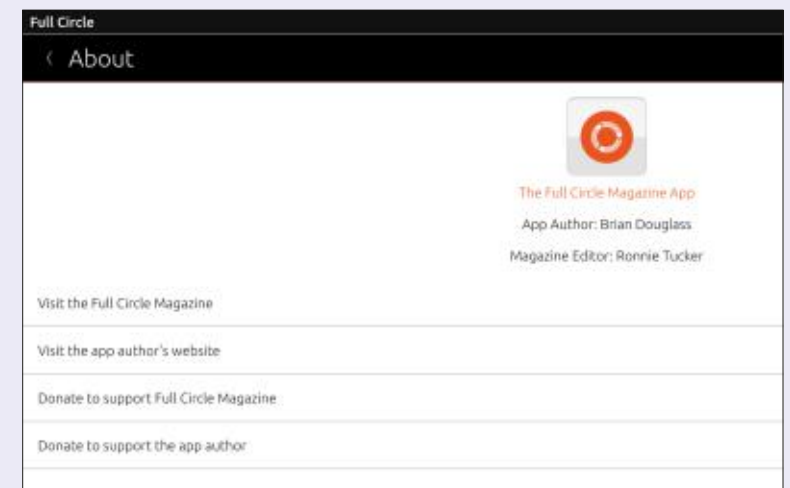 Full Circle
About
The Full Circle Magazine App
App Author: Brian Douglass
Magazine Editor: Ronnie Tucker
Visit the Full Circle Magazine
Visit the app author's website
Donate to support Full Circle Magazine
Donate to support the app author